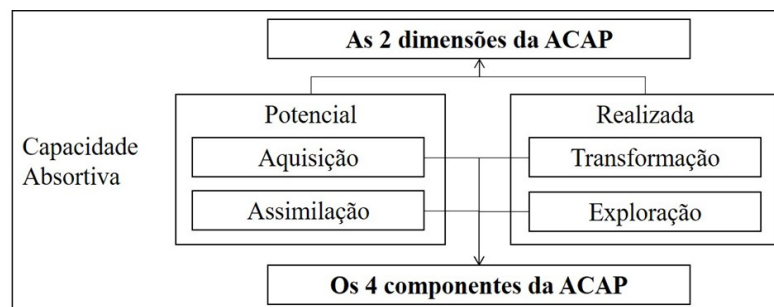 As 2 dimensões da ACAP
Capacidade
Absortiva
Potencial
Aquisição
Assimilação
Realizada
Transformação
Exploração
Os 4 componentes da ACAP